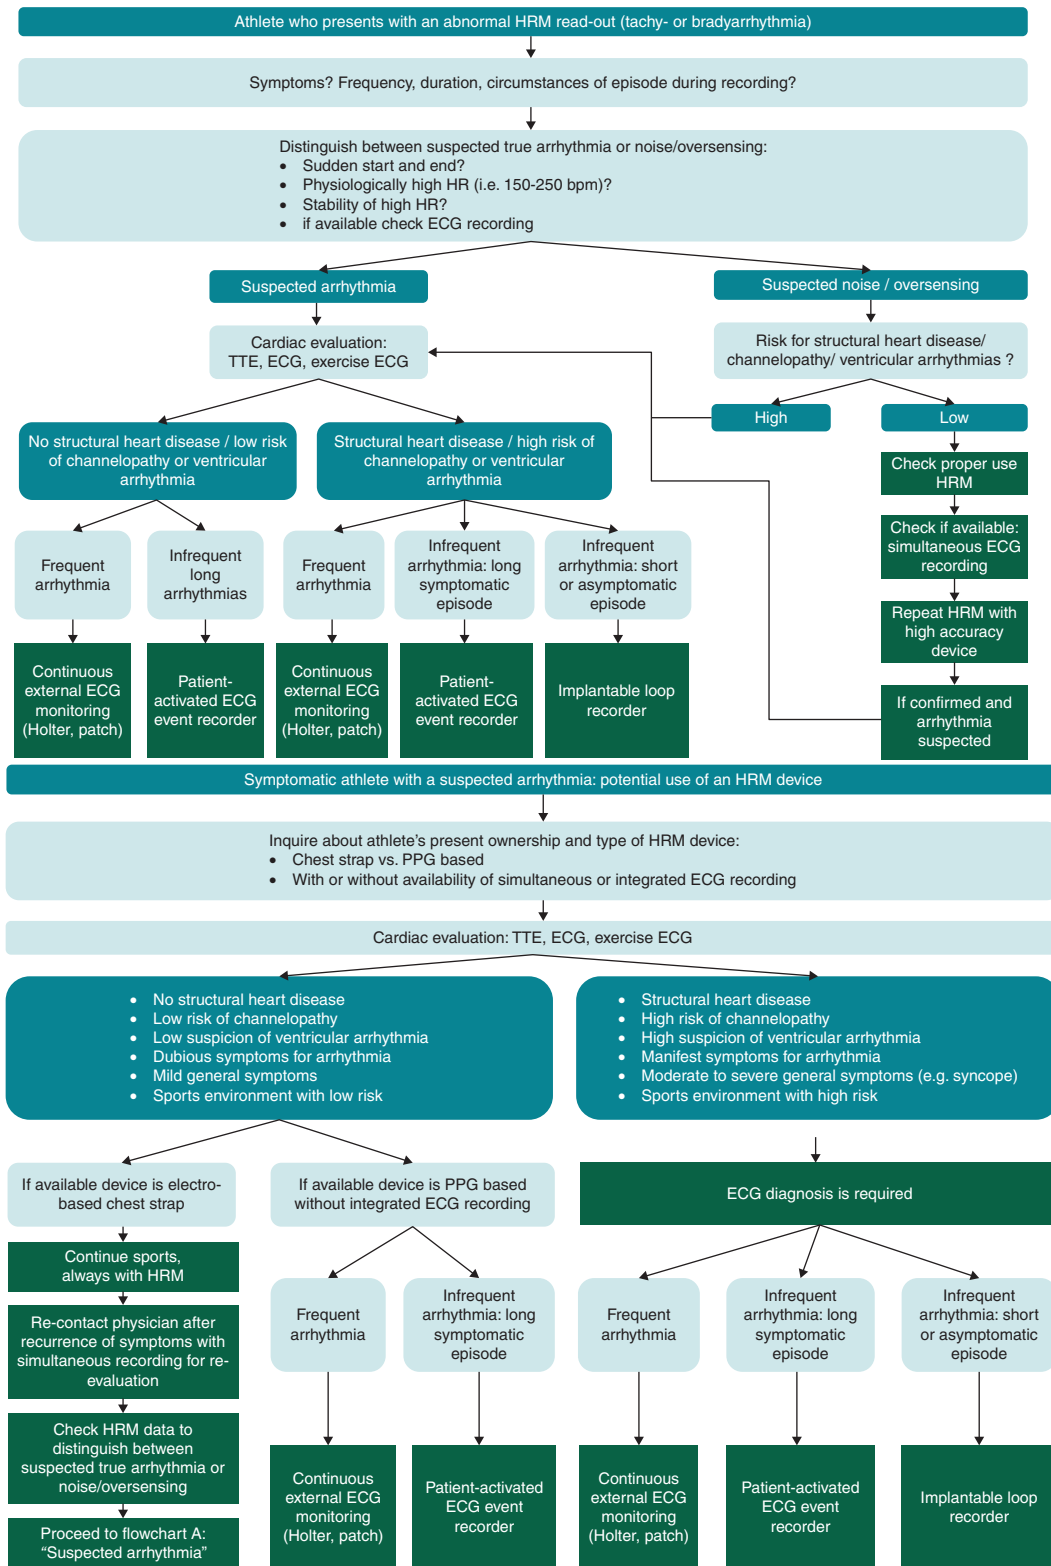 Athlete who presents with an abnormal HRM read-out (tachy- or bradyarrhythmia)
Symptoms? Frequency, duration, circumstances of episode during recording?
Distinguish between suspected true arrhythmia or noise/oversensing:
• Sudden start and end?
• Physiologically high HR (i.e. 150-250 bpm)?
• Stability of high HR?
• if available check ECG recording
Suspected arrhythmia
Suspected noise / oversensing
Cardiac evaluation:
TTE, ECG, exercise ECG
Risk for structural heart disease/
channelopathy/ ventricular arrhythmias ?
High
Low
No structural heart disease / low risk
of channelopathy or ventricular
arrhythmia
Structural heart disease / high risk of
channelopathy or ventricular
arrhythmia
Check proper use
HRM
Check if available:
simultaneous ECG
recording
Repeat HRM with
high accuracy
device
If confirmed and
arrhythmia
suspected
Frequent
arrhythmia
Infrequent
long
arrhythmias
Frequent
arrhythmia
Infrequent
arrhythmia: long
symptomatic
episode
Infrequent
arrhythmia: short
or asymptomatic
episode
Continuous
external ECG
monitoring
(Holter, patch)
Patient-
activated ECG
event recorder
Continuous
external ECG
monitoring
(Holter, patch)
Patient-
activated ECG
event recorder
Implantable loop
recorder
Symptomatic athlete with a suspected arrhythmia: potential use of an HRM device
Inquire about athlete's present ownership and type of HRM device:
• Chest strap vs. PPG based
• With or without availability of simultaneous or integrated ECG recording
Cardiac evaluation: TTE, ECG, exercise ECG
• No structural heart disease
• Low risk of channelopathy
• Low suspicion of ventricular arrhythmia
• Dubious symptoms for arrhythmia
• Mild general symptoms
• Sports environment with low risk
• Structural heart disease
• High risk of channelopathy
• High suspicion of ventricular arrhythmia
• Manifest symptoms for arrhythmia
• Moderate to severe general symptoms (e.g. syncope)
• Sports environment with high risk
If available device is electro-
based chest strap
If available device is PPG based
without integrated ECG recording
ECG diagnosis is required
Continue sports,
always with HRM
Re-contact physician after
recurrence of symptoms with
simultaneous recording for re-
evaluation
Check HRM data to
distinguish between
suspected true arrhythmia or
noise/oversensing
Proceed to flowchart A:
"Suspected arrhythmia"
Frequent
arrhythmia
Infrequent
arrhythmia: long
symptomatic
episode
Frequent
arrhythmia
Infrequent
arrhythmia: long
symptomatic
episode
Infrequent
arrhythmia: short
or asymptomatic
episode
Continuous
external ECG
monitoring
(Holter, patch)
Patient-activated
ECG event
recorder
Continuous
external ECG
monitoring
(Holter, patch)
Patient-activated
ECG event
recorder
Implantable loop
recorder